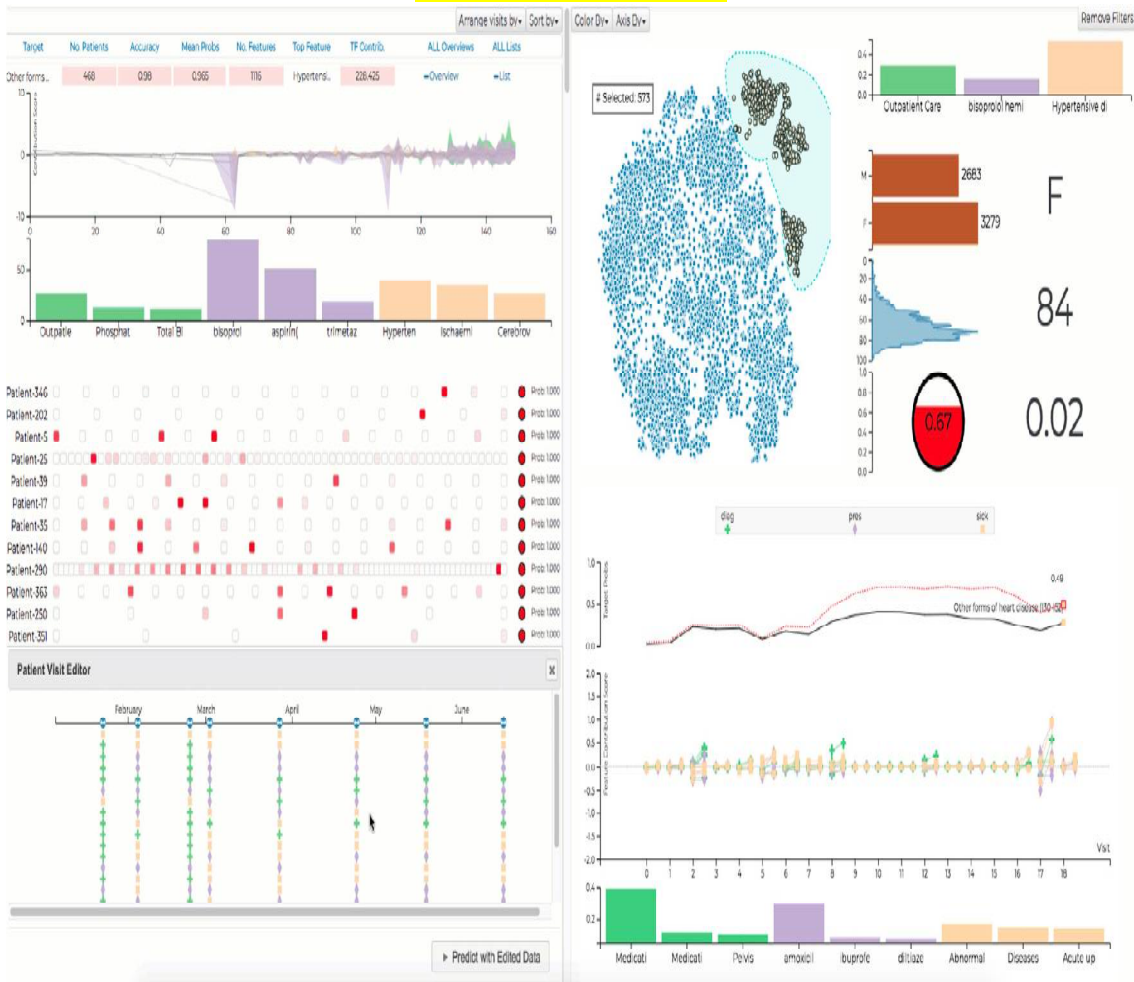 Arrange visits by▾ Sort by▾
Target No. Patients Accuracy Mean Probs No. Features Top Feature TF Contrib. ALL Overviews ALL Lists
Other forms... 468 0.98 0.965 1116 Hypertensi... 228.425 Overview List
Contribution Score
10
0
-10
0 20 40 60 80 100 120 140 160
50
0
Outpatie Phosphat Total Bi bisoprol aspirin( trimetaz Hyperten Ischaemi Cerebrov
Patient-346 Prob: 1.000
Patient-202 Prob: 1.000
Patient-5 Prob: 1.000
Patient-25 Prob: 1.000
Patient-39 Prob: 1.000
Patient-17 Prob: 1.000
Patient-35 Prob: 1.000
Patient-140 Prob: 1.000
Patient-290 Prob: 1.000
Patient-363 Prob: 1.000
Patient-250 Prob: 1.000
Patient-351 Prob: 1.000
Patient Visit Editor
February March April May June
Predict with Edited Data
Color By▾ Axis By▾ Remove Filters
# Selected: 573
0.4
0.2
0.0
Outpatient Care bisoprolol hemi Hypertensive di
M 2683
F 3279
F
0
20
40
60
80
100
84
1.0
0.8
0.6
0.4
0.2
0.0
0.67
0.02
diag pres sick
Target Probs
1.0
0.5
0.0
0.49
Other forms of heart disease (I30-I52)
Feature Contribution Score
2.0
1.5
1.0
0.5
0.0
-0.5
-1.0
-1.5
-2.0
Visit
0 1 2 3 4 5 6 7 8 9 10 11 12 13 14 15 16 17 18
0.4
0.2
Medicati Medicati Pelvis amoxicl ibuprofe diltiaze Abnormal Diseases Acute up